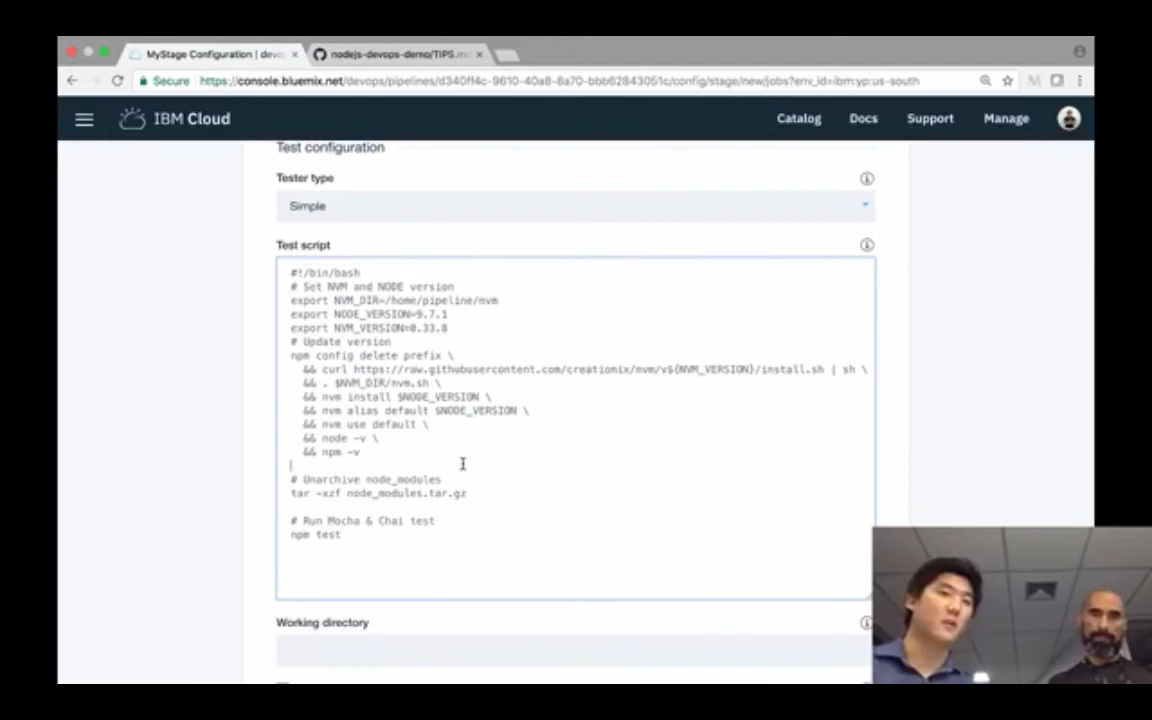 MyStage Configuration | devo
nodejs-devops-demo/TIPS.m
Secure
https://console.bluemix.net/devops/pipelines/d340ff4c-9610-40a8-8a70-bbb62843051c/config/stage/new/jobs?env_id=ibm:yp:us-south
IBM Cloud
Catalog
Docs
Support
Manage
Test configuration
Tester type
Simple
Test script
#!/bin/bash
# Set NVM and NODE version
export NVM_DIR=/home/pipeline/nvm
export NODE_VERSION=9.7.1
export NVM_VERSION=0.33.8
# Update version
npm config delete prefix \
&& curl https://raw.githubusercontent.com/creationix/nvm/v${NVM_VERSION}/install.sh | sh \
&& . $NVM_DIR/nvm.sh \
&& nvm install $NODE_VERSION \
&& nvm alias default $NODE_VERSION \
&& nvm use default \
&& node -v \
&& npm -v
# Unarchive node_modules
tar -xzf node_modules.tar.gz
# Run Mocha & Chai test
npm test
Working directory